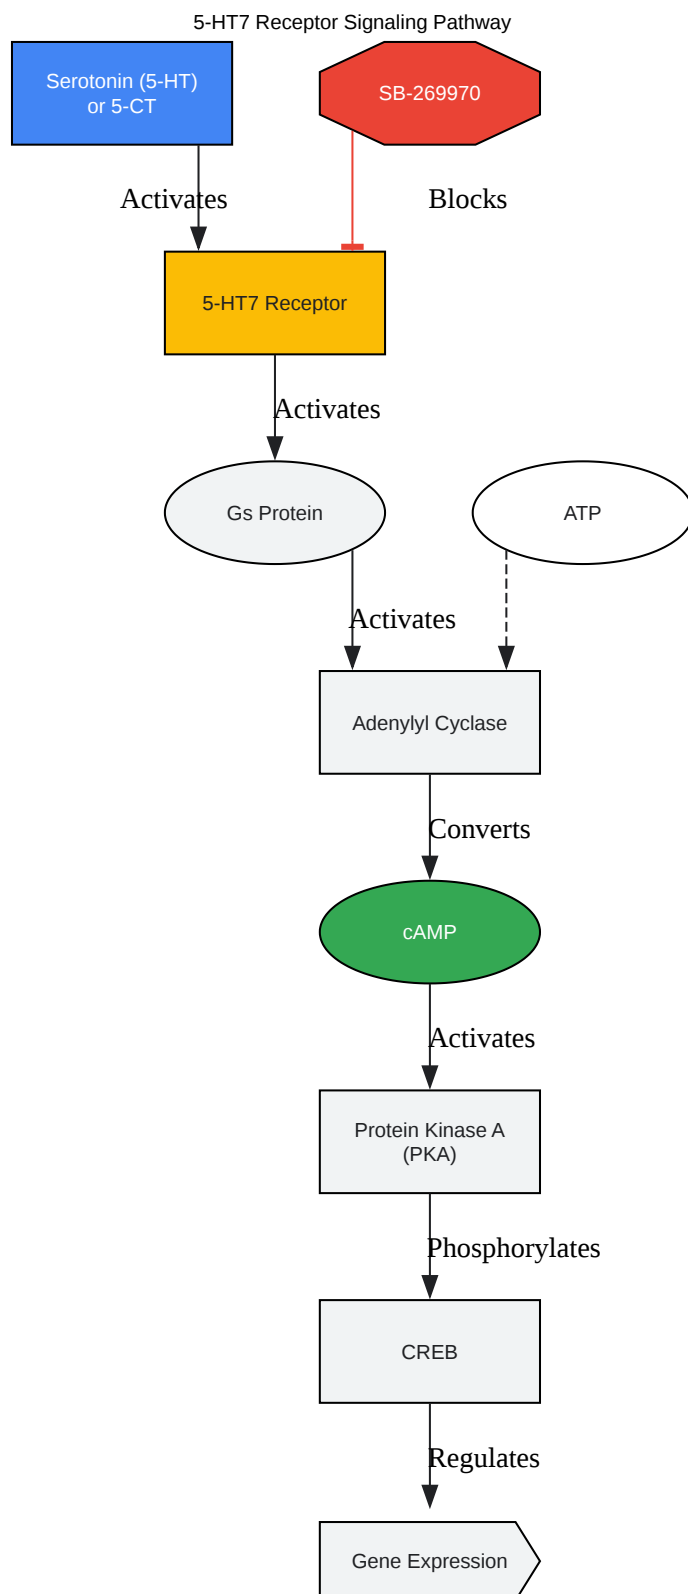 5-HT7 Receptor Signaling Pathway
Serotonin (5-HT)
or 5-CT
SB-269970
Activates
Blocks
5-HT7 Receptor
Activates
Gs Protein
ATP
Activates
Adenylyl Cyclase
Converts
cAMP
Activates
Protein Kinase A
(PKA)
Phosphorylates
CREB
Regulates
Gene Expression